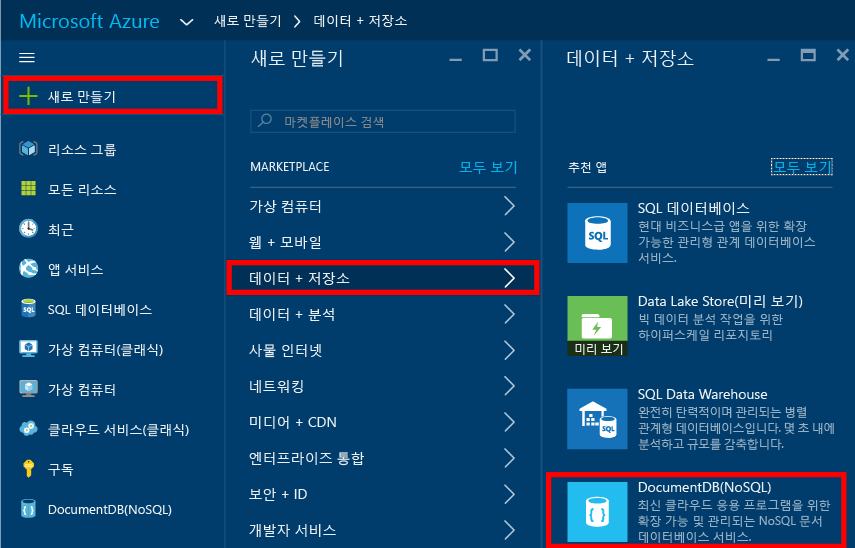 Microsoft Azure 새로 만들기 데이터 + 저장소
새로 만들기
리소스 그룹
모든 리소스
최근
앱 서비스
SQL 데이터베이스
가상 컴퓨터(클래식)
가상 컴퓨터
클라우드 서비스(클래식)
구독
DocumentDB(NoSQL)
새로 만들기
마켓플레이스 검색
MARKETPLACE 모두 보기
가상 컴퓨터
웹 + 모바일
데이터 + 저장소
데이터 + 분석
사물 인터넷
네트워킹
미디어 + CDN
엔터프라이즈 통합
보안 + ID
개발자 서비스
데이터 + 저장소
추천 앱 모두 보기
SQL
SQL 데이터베이스
현대 비즈니스급 앱을 위한 확장
가능한 관리형 관계 데이터베이스
서비스.
미리 보기
Data Lake Store(미리 보기)
빅 데이터 분석 작업을 위한
하이퍼스케일 리포지토리
SQL
SQL Data Warehouse
완전히 탄력적이며 관리되는 병렬
관계형 데이터베이스입니다. 몇 초 내에
분석하고 규모를 감축합니다.
DocumentDB(NoSQL)
최신 클라우드 응용 프로그램을 위한
확장 가능 및 관리되는 NoSQL 문서
데이터베이스 서비스.